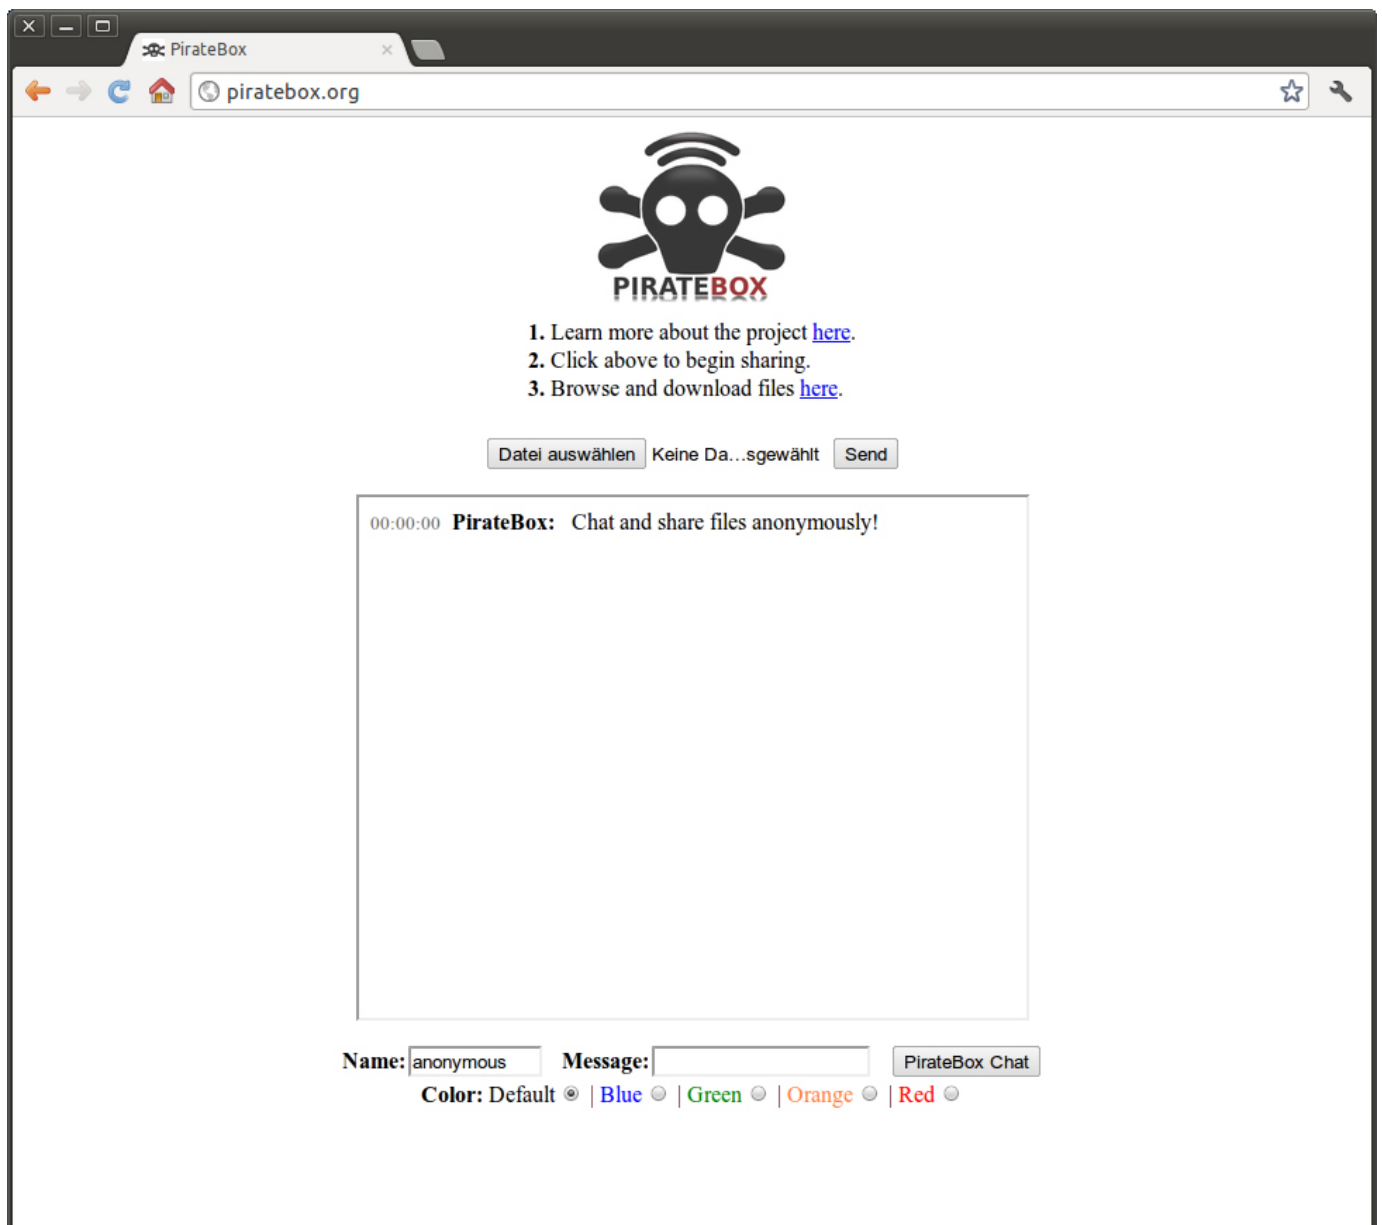 PirateBox
piratebox.org
PIRATEBOX
1. Learn more about the project here.
2. Click above to begin sharing.
3. Browse and download files here.
Datei auswählen Keine Da...sgewählt Send
00:00:00 PirateBox: Chat and share files anonymously!
Name: anonymous Message: PirateBox Chat
Color: Default | Blue | Green | Orange | Red